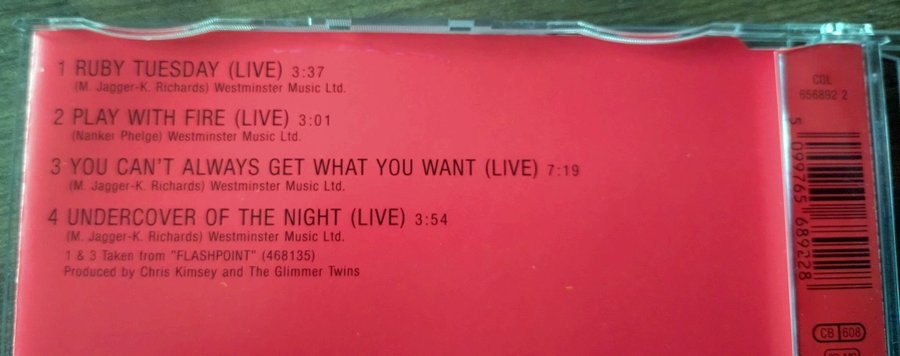 1 RUBY TUESDAY (LIVE) 3:37
(M. Jagger-K. Richards) Westminster Music Ltd.
2 PLAY WITH FIRE (LIVE) 3:01
(Nanker Phelge) Westminster Music Ltd.
3 YOU CAN'T ALWAYS GET WHAT YOU WANT (LIVE) 7:19
(M. Jagger-K. Richards) Westminster Music Ltd.
4 UNDERCOVER OF THE NIGHT (LIVE) 3:54
(M. Jagger-K. Richards) Westminster Music Ltd.
1 & 3 Taken from "FLASHPOINT" (468135)
Produced by Chris Kimsey and The Glimmer Twins
COL
656892 2
5 099765 689228
CB 608